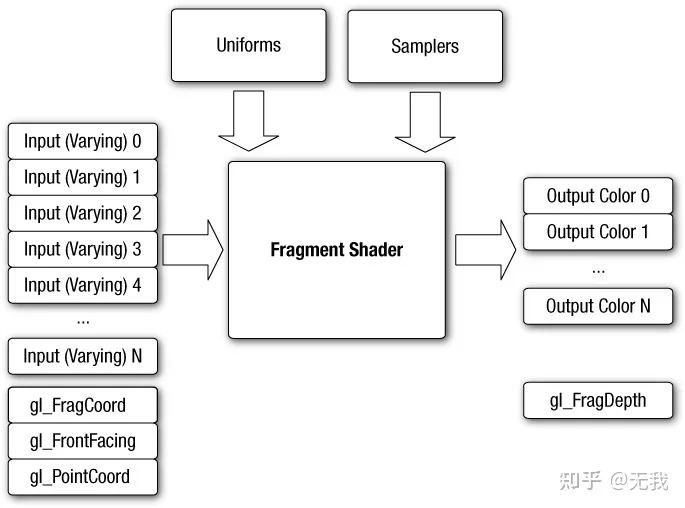 Uniforms
Samplers
Input (Varying) 0
Input (Varying) 1
Input (Varying) 2
Input (Varying) 3
Input (Varying) 4
...
Input (Varying) N
gl_FragCoord
gl_FrontFacing
gl_PointCoord
Fragment Shader
Output Color 0
Output Color 1
...
Output Color N
gl_FragDepth
知乎 @无我